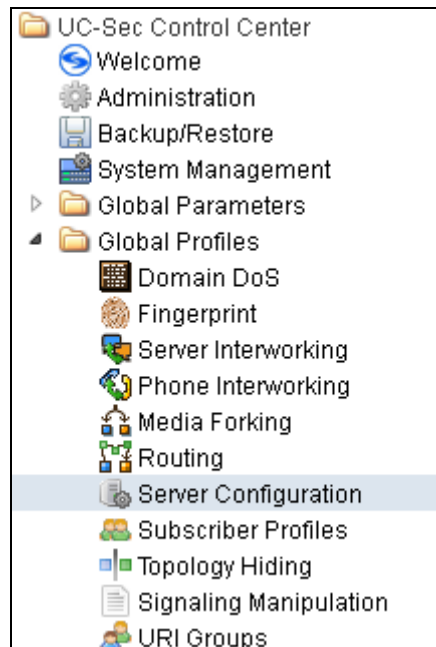 UC-Sec Control Center
Welcome
Administration
Backup/Restore
System Management
Global Parameters
Global Profiles
Domain DoS
Fingerprint
Server Interworking
Phone Interworking
Media Forking
Routing
Server Configuration
Subscriber Profiles
Topology Hiding
Signaling Manipulation
URI Groups